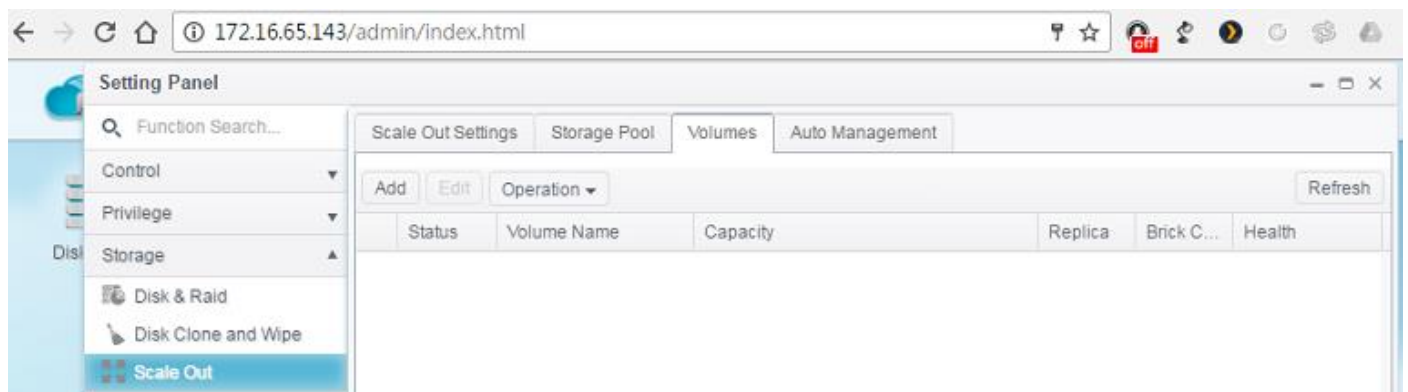 172.16.65.143/admin/index.html
off
Setting Panel
Function Search...
Scale Out Settings Storage Pool Volumes Auto Management
Control
Add Edit Operation Refresh
Privilege
Status Volume Name Capacity Replica Brick C... Health
Disk
Storage
Disk & Raid
Disk Clone and Wipe
Scale Out